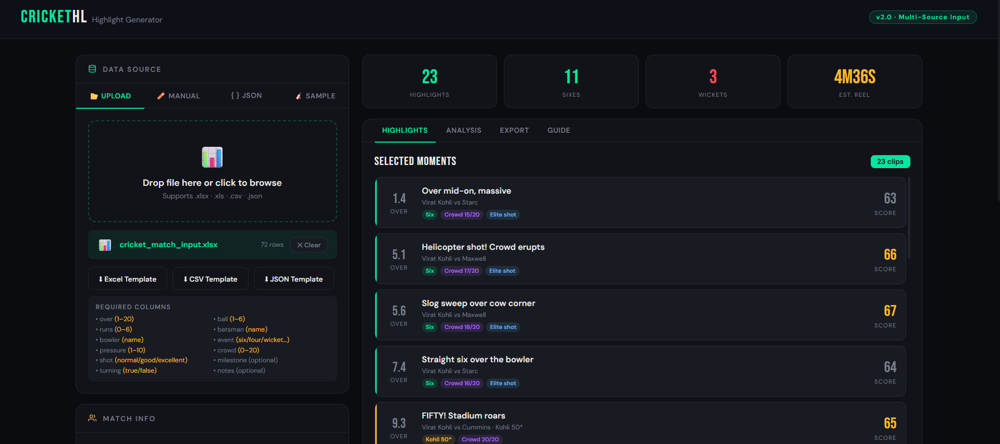 CRICKETHL Highlight Generator
v2.0 · Multi-Source Input
DATA SOURCE
UPLOAD
MANUAL
{ } JSON
SAMPLE
Drop file here or click to browse
Supports .xlsx · .xls · .csv · .json
cricket_match_input.xlsx
72 rows
✕ Clear
⬇ Excel Template
⬇ CSV Template
⬇ JSON Template
REQUIRED COLUMNS
• over (1–20)
• ball (1–6)
• runs (0–6)
• batsman (name)
• bowler (name)
• event (six/four/wicket...)
• pressure (1–10)
• crowd (0–20)
• shot (normal/good/excellent)
• milestone (optional)
• turning (true/false)
• notes (optional)
MATCH INFO
23
HIGHLIGHTS
11
SIXES
3
WICKETS
4M36S
EST. REEL
HIGHLIGHTS
ANALYSIS
EXPORT
GUIDE
SELECTED MOMENTS
23 clips
1.4
OVER
Over mid-on, massive
Virat Kohli vs Starc
Six
Crowd 15/20
Elite shot
63
SCORE
5.1
OVER
Helicopter shot! Crowd erupts
Virat Kohli vs Maxwell
Six
Crowd 17/20
Elite shot
66
SCORE
5.6
OVER
Slog sweep over cow corner
Virat Kohli vs Maxwell
Six
Crowd 18/20
Elite shot
67
SCORE
7.4
OVER
Straight six over the bowler
Virat Kohli vs Starc
Six
Crowd 16/20
Elite shot
64
SCORE
9.3
OVER
FIFTY! Stadium roars
Virat Kohli vs Cummins · Kohli 50*
Kohli 50*
Crowd 20/20
65
SCORE